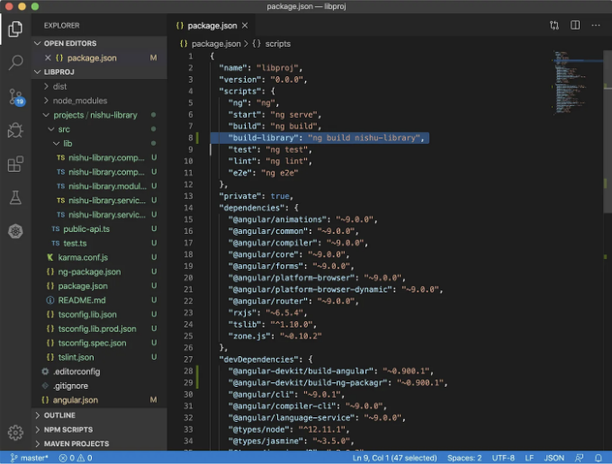 package.json — libproj
EXPLORER
OPEN EDITORS
package.json M
LIBPROJ
dist
node_modules
projects / nishu-library
src
lib
TS nishu-library.comp... U
TS nishu-library.comp... U
TS nishu-library.modul... U
TS nishu-library.servic... U
TS nishu-library.servic... U
TS public-api.ts U
TS test.ts U
karma.conf.js U
{} ng-package.json U
{} package.json U
README.md U
{} tsconfig.lib.json U
{} tsconfig.lib.prod.json U
{} tsconfig.spec.json U
{} tslint.json U
.editorconfig
.gitignore
{} angular.json M
OUTLINE
NPM SCRIPTS
MAVEN PROJECTS
19
{} package.json ×
{} package.json > {} scripts
1 {
2 "name": "libproj",
3 "version": "0.0.0",
4 "scripts": {
5 "ng": "ng",
6 "start": "ng serve",
7 "build": "ng build",
8 "build-library": "ng build nishu-library",
9 "test": "ng test",
10 "lint": "ng lint",
11 "e2e": "ng e2e"
12 },
13 "private": true,
14 "dependencies": {
15 "@angular/animations": "~9.0.0",
16 "@angular/common": "~9.0.0",
17 "@angular/compiler": "~9.0.0",
18 "@angular/core": "~9.0.0",
19 "@angular/forms": "~9.0.0",
20 "@angular/platform-browser": "~9.0.0",
21 "@angular/platform-browser-dynamic": "~9.0.0",
22 "@angular/router": "~9.0.0",
23 "rxjs": "~6.5.4",
24 "tslib": "^1.10.0",
25 "zone.js": "~0.10.2"
26 },
27 "devDependencies": {
28 "@angular-devkit/build-angular": "~0.900.1",
29 "@angular-devkit/build-ng-packagr": "~0.900.1",
30 "@angular/cli": "~9.0.1",
31 "@angular/compiler-cli": "~9.0.0",
32 "@angular/language-service": "~9.0.0",
33 "@types/node": "^12.11.1",
34 "@types/jasmine": "~3.5.0",
master* 0 0 Ln 9, Col 1 (47 selected) Spaces: 2 UTF-8 LF JSON